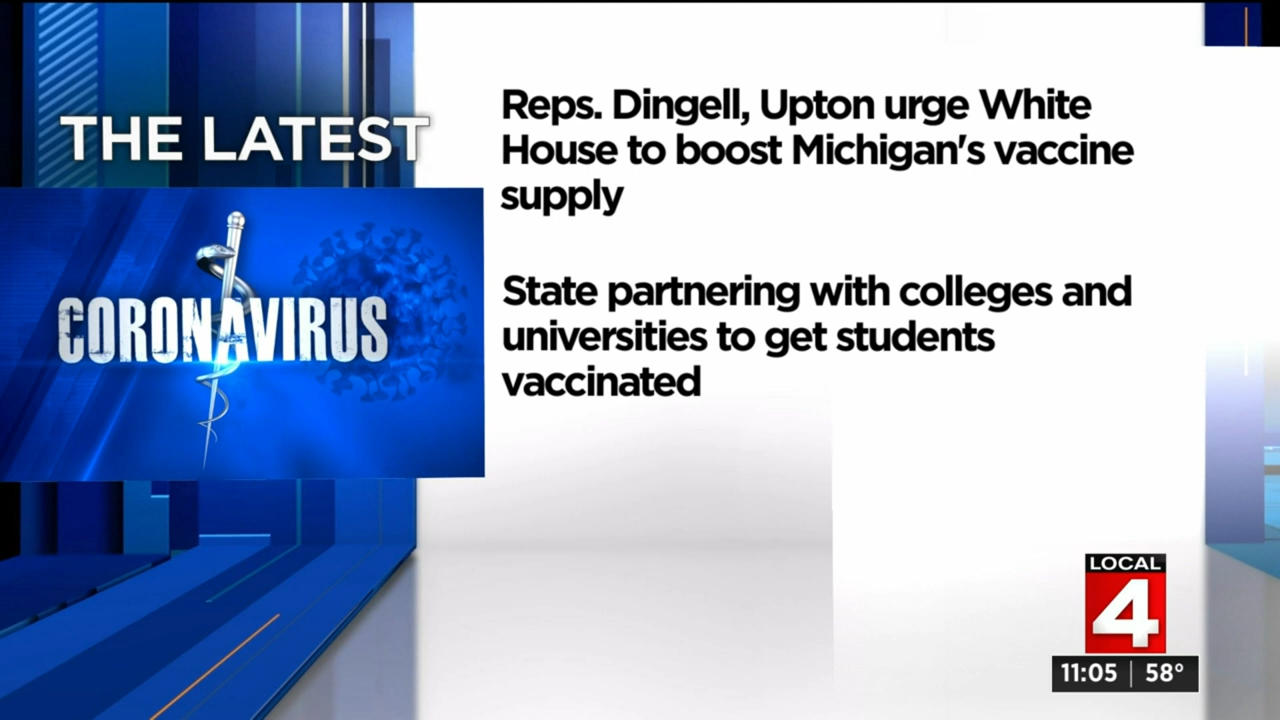 THE LATEST
CORONAVIRUS
Reps. Dingell, Upton urge White
House to boost Michigan's vaccine
supply
State partnering with colleges and
universities to get students
vaccinated
LOCAL
4
11:05 | 58°